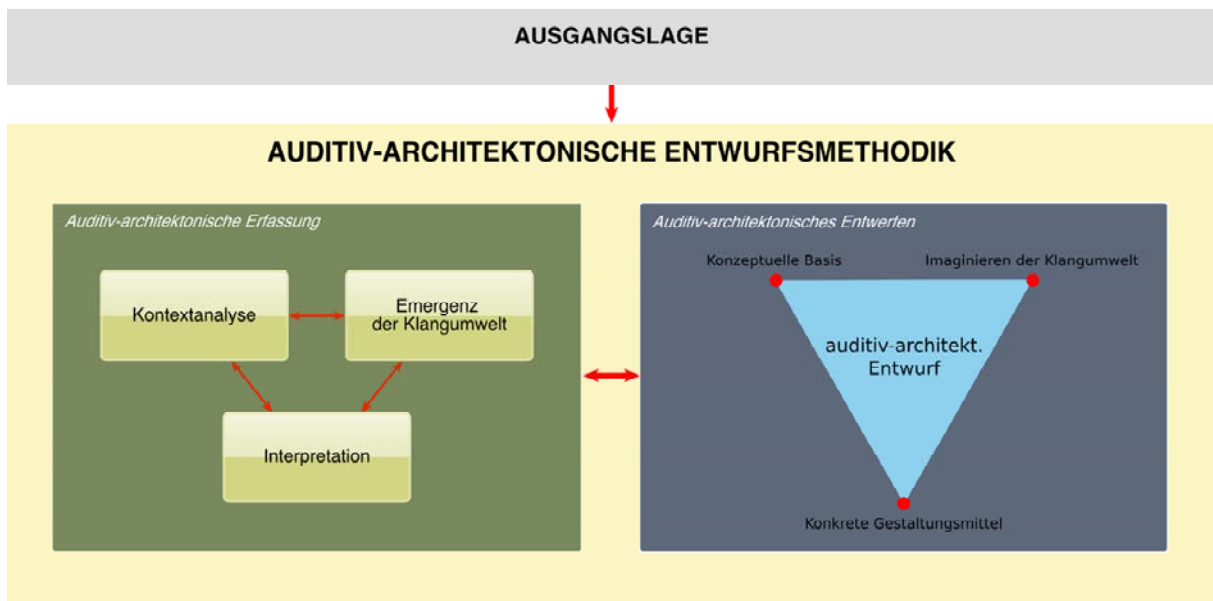 AUSGANGSLAGE
AUDITIV-ARCHITEKTONISCHE ENTWURFSMETHODIK
Auditiv-architektonische Erfassung
Kontextanalyse
Emergenz
der Klangumwelt
Interpretation
Auditiv-architektonisches Entwerfen
Konzeptuelle Basis
Imaginieren der Klangumwelt
auditiv-architekt.
Entwurf
Konkrete Gestaltungsmittel